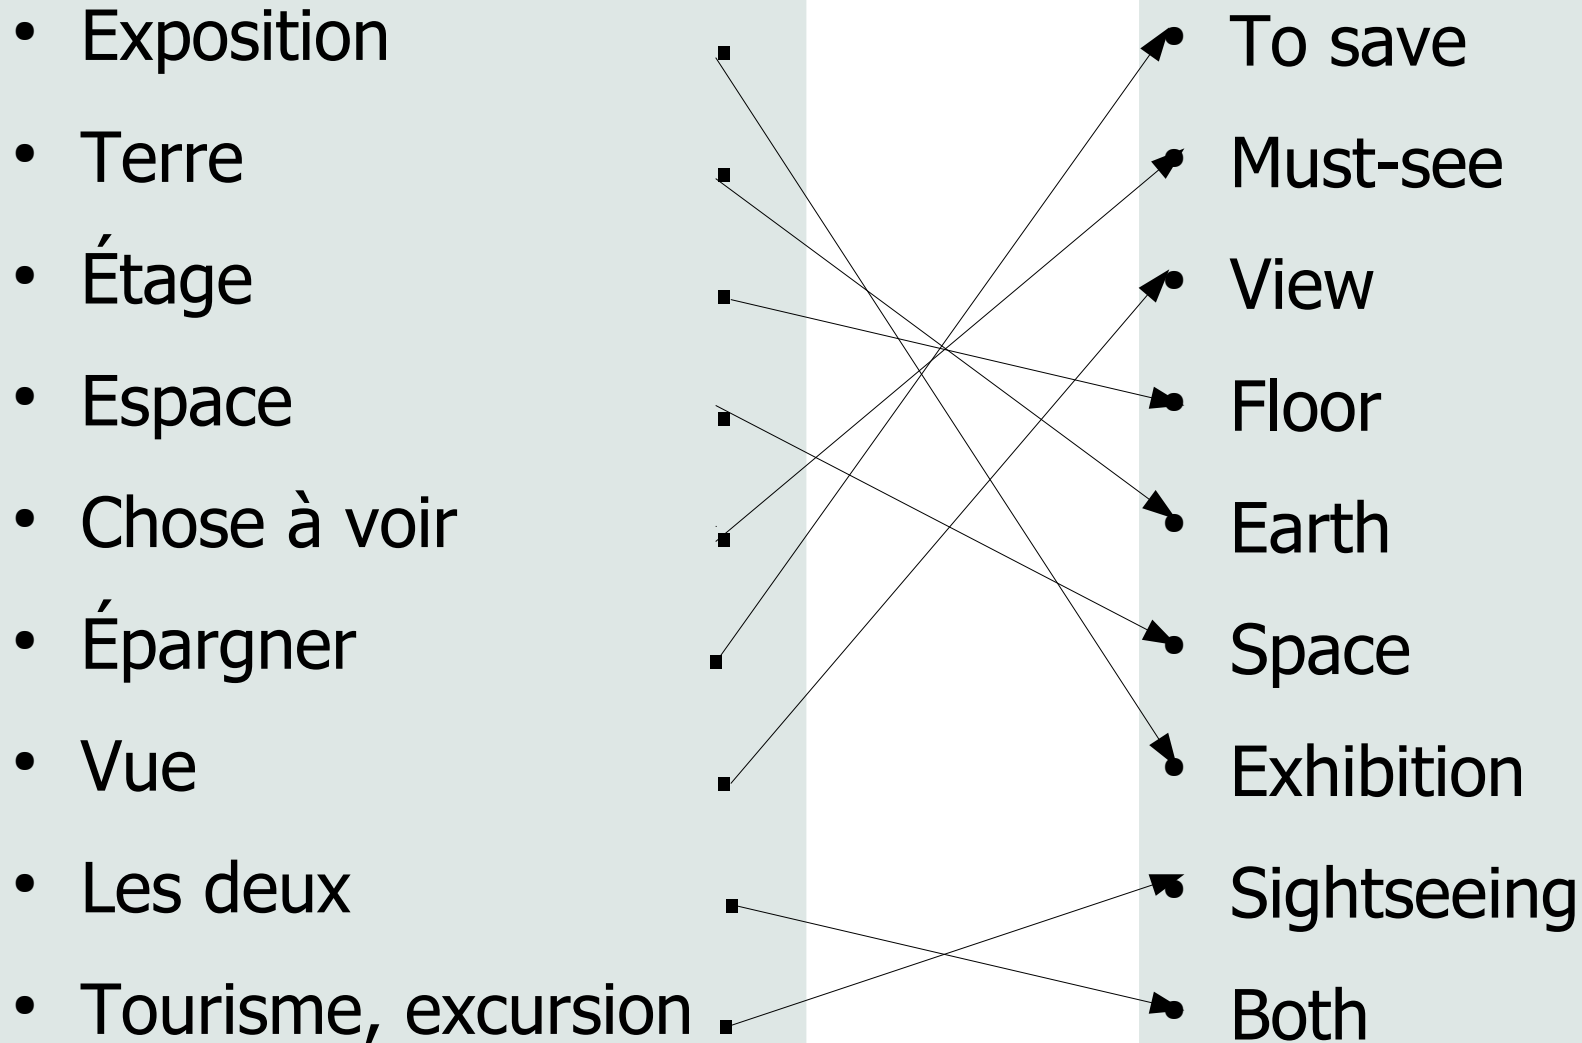 • Exposition
• Terre
• Étage
• Espace
• Chose à voir
• Épargner
• Vue
• Les deux
• Tourisme, excursion
• To save
• Must-see
• View
• Floor
• Earth
• Space
• Exhibition
• Sightseeing
• Both